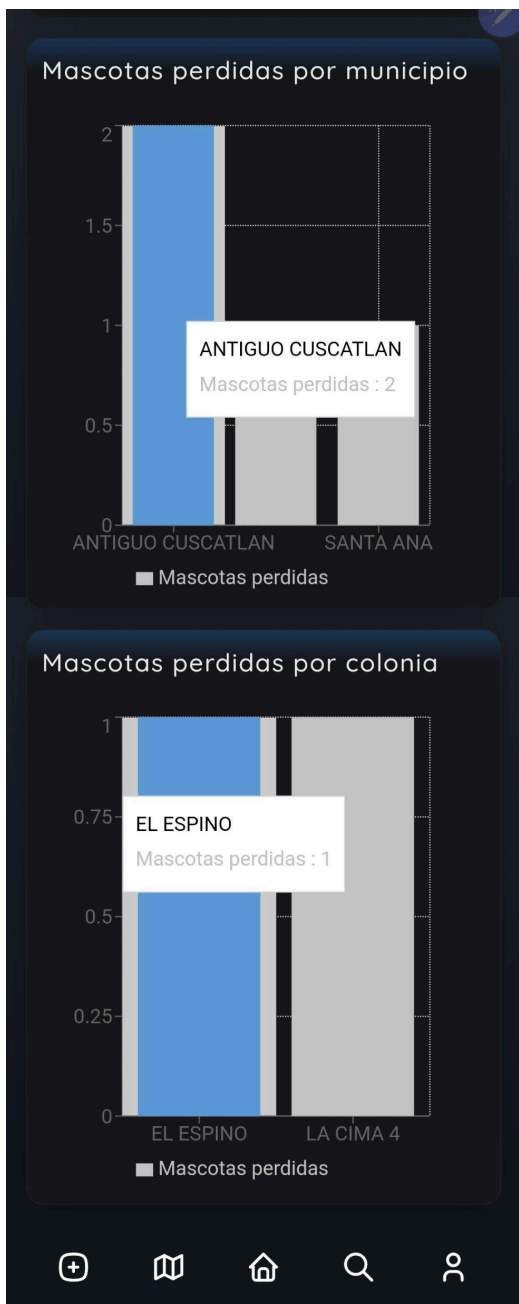 Mascotas perdidas por municipio
2
1.5
1
ANTIGUO CUSCATLAN
Mascotas perdidas : 2
0.5
0
ANTIGUO CUSCATLAN
SANTA ANA
Mascotas perdidas
Mascotas perdidas por colonia
1
0.75
EL ESPINO
Mascotas perdidas : 1
0.5
0.25
0
EL ESPINO
LA CIMA 4
Mascotas perdidas